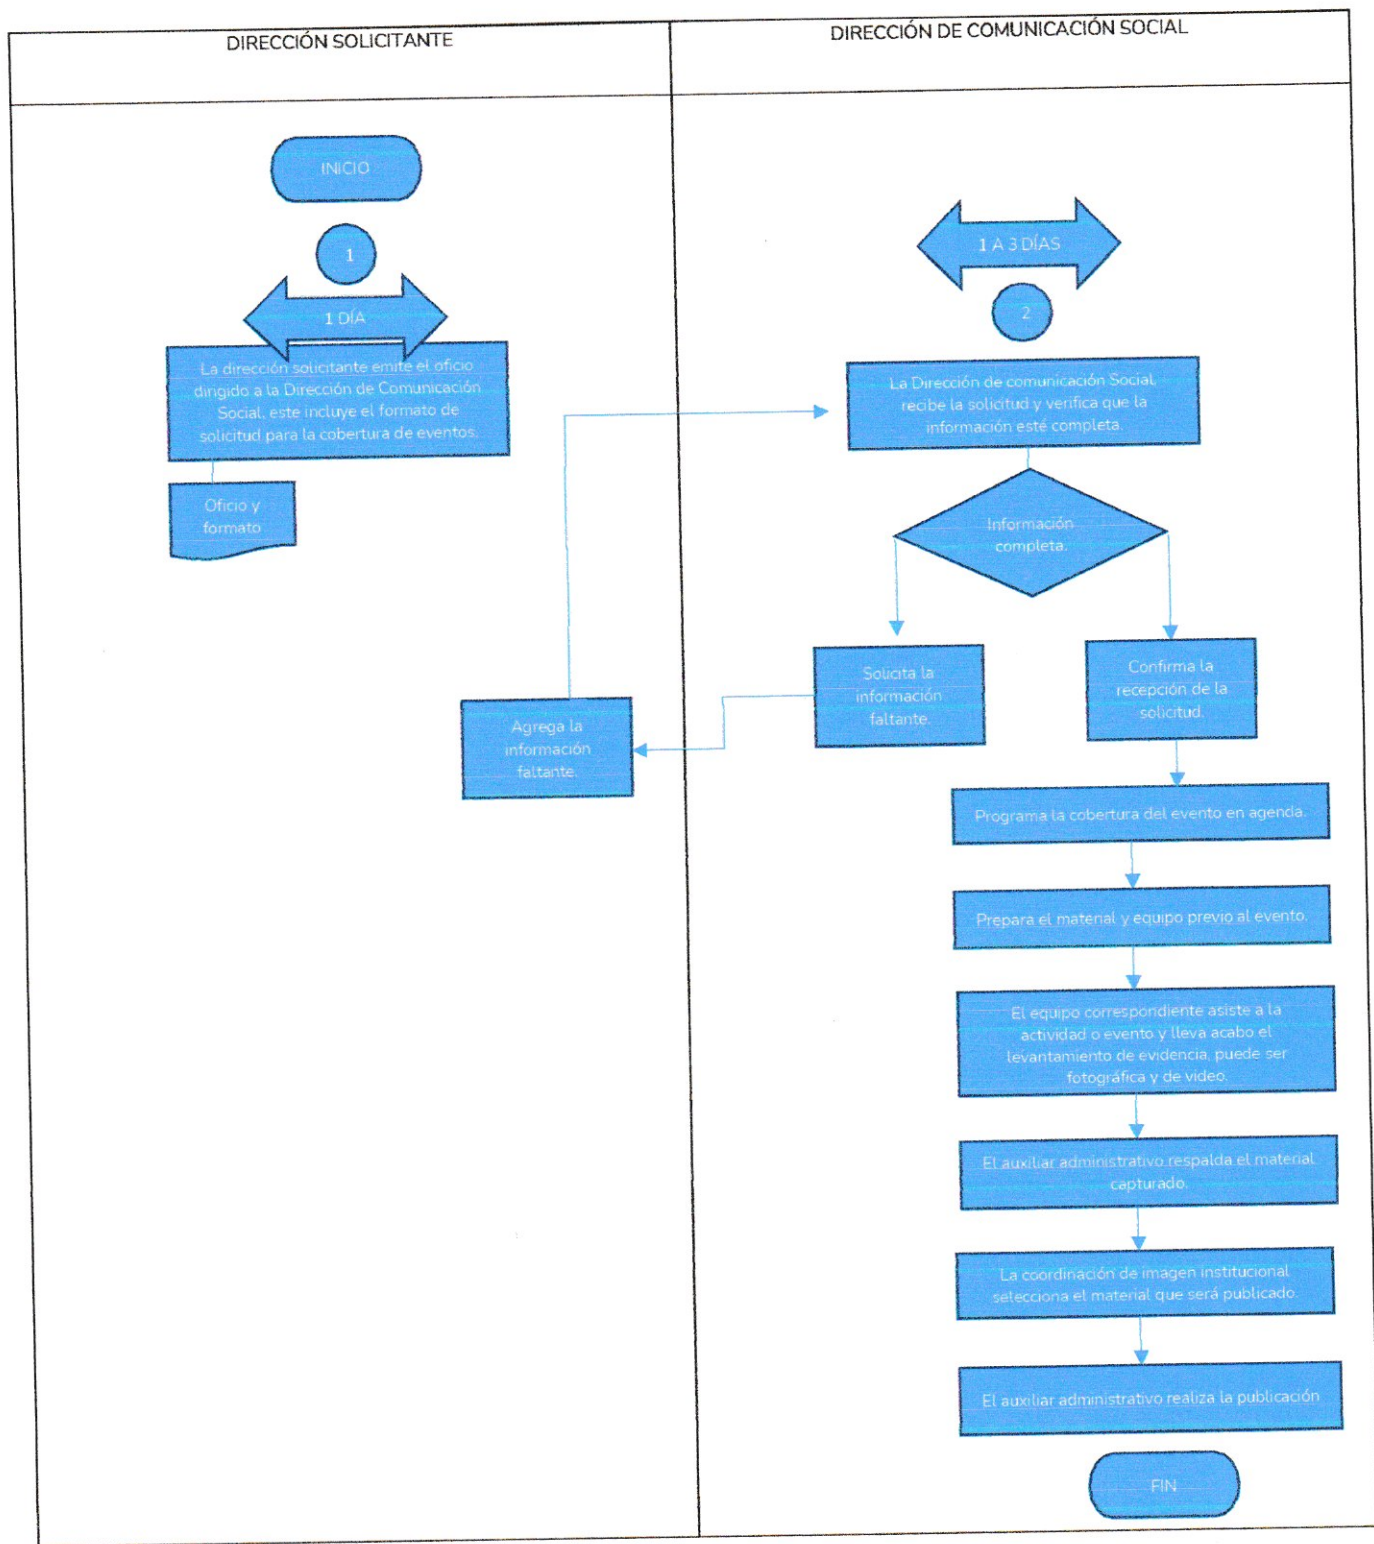 DIRECCIÓN SOLICITANTE
DIRECCIÓN DE COMUNICACIÓN SOCIAL
INICIO
1
1 DÍA
La dirección solicitante emite el oficio
dirigido a la Dirección de Comunicación
Social, este incluye el formato de
solicitud para la cobertura de eventos.
Oficio y
formato
1 A 3 DÍAS
2
La Dirección de comunicación Social,
recibe la solicitud y verifica que la
información esté completa.
Información
completa.
Solicita la
información
faltante.
Agrega la
información
faltante.
Confirma la
recepción de la
solicitud.
Programa la cobertura del evento en agenda.
Prepara el material y equipo previo al evento.
El equipo correspondiente asiste a la
actividad o evento y lleva acabo el
levantamiento de evidencia, puede ser
fotográfica y de video.
El auxiliar administrativo respalda el material
capturado.
La coordinación de imagen institucional
selecciona el material que será publicado.
El auxiliar administrativo realiza la publicación
FIN